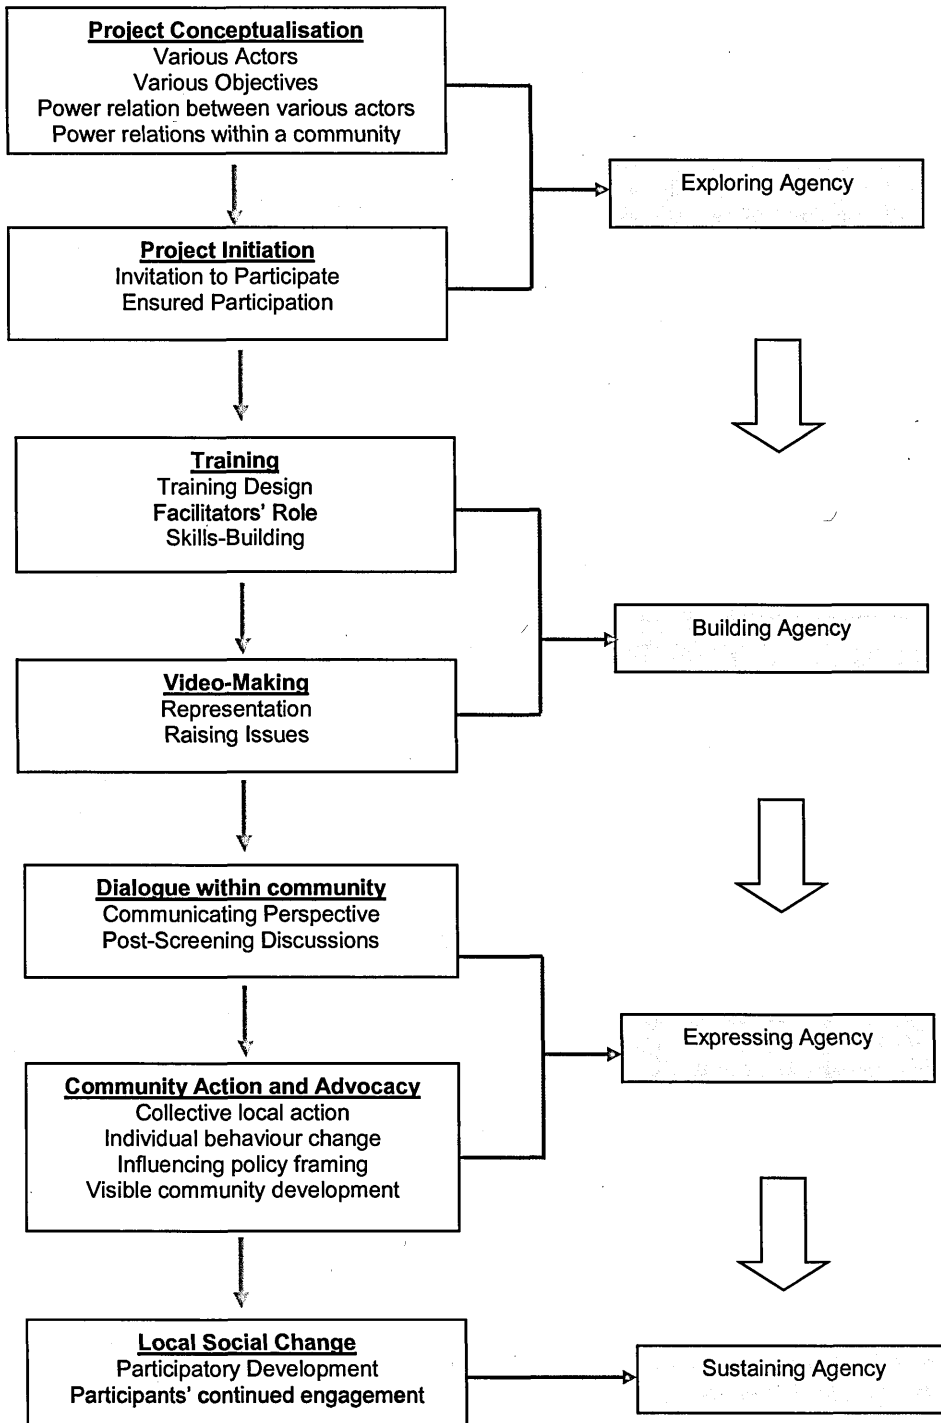 Project Conceptualisation
Various Actors
Various Objectives
Power relation between various actors
Power relations within a community
Exploring Agency
Project Initiation
Invitation to Participate
Ensured Participation
Training
Training Design
Facilitators' Role
Skills-Building
Building Agency
Video-Making
Representation
Raising Issues
Dialogue within community
Communicating Perspective
Post-Screening Discussions
Expressing Agency
Community Action and Advocacy
Collective local action
Individual behaviour change
Influencing policy framing
Visible community development
Local Social Change
Participatory Development
Participants' continued engagement
Sustaining Agency